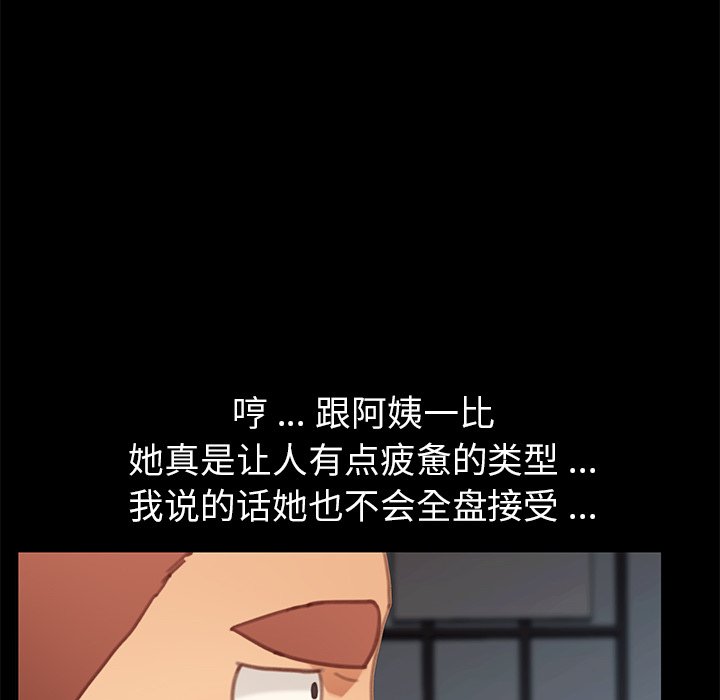 哼 ... 跟阿姨一比
她真是让人有点疲惫的类型 ...
我说的话她也不会全盘接受 ...